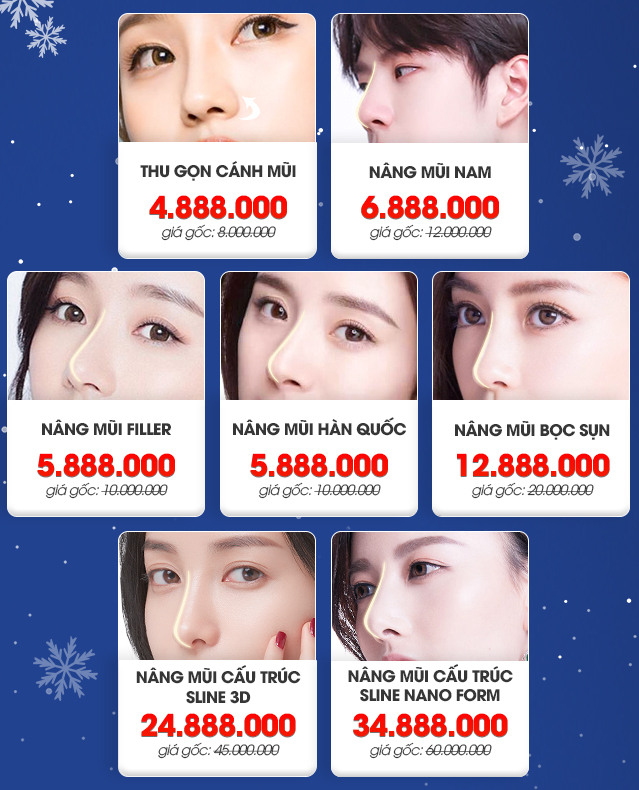 THU GỌN CÁNH MŨI
4.888.000
giá gốc: 8.000.000
NÂNG MŨI NAM
6.888.000
giá gốc: 12.000.000
NÂNG MŨI FILLER
5.888.000
giá gốc: 10.000.000
NÂNG MŨI HÀN QUỐC
5.888.000
giá gốc: 10.000.000
NÂNG MŨI BỌC SỤN
12.888.000
giá gốc: 20.000.000
NÂNG MŨI CẤU TRÚC
SLINE 3D
24.888.000
giá gốc: 45.000.000
NÂNG MŨI CẤU TRÚC
SLINE NANO FORM
34.888.000
giá gốc: 60.000.000